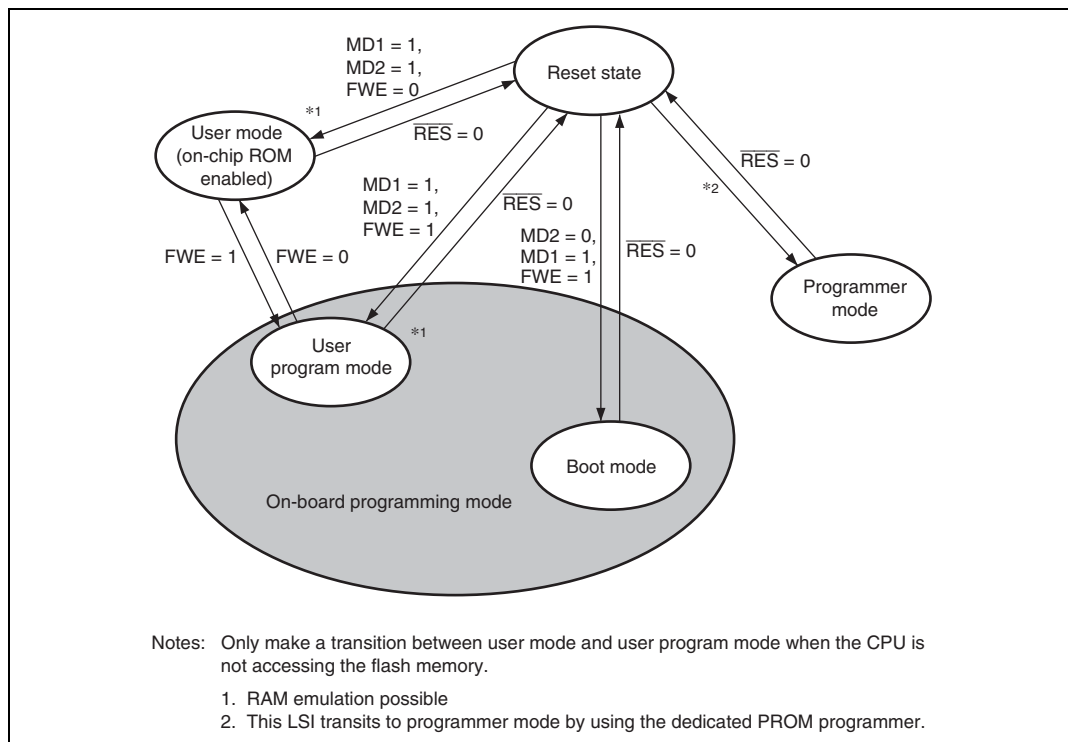 MD1 = 1,
MD2 = 1,
FWE = 0
Reset state
*1
RES = 0
User mode
(on-chip ROM
enabled)
RES = 0
*2
MD1 = 1,
MD2 = 1,
FWE = 1
RES = 0
MD2 = 0,
MD1 = 1,
FWE = 1
RES = 0
FWE = 1
FWE = 0
Programmer
mode
*1
User
program mode
Boot mode
On-board programming mode
Notes: Only make a transition between user mode and user program mode when the CPU is
not accessing the flash memory.
1. RAM emulation possible
2. This LSI transits to programmer mode by using the dedicated PROM programmer.